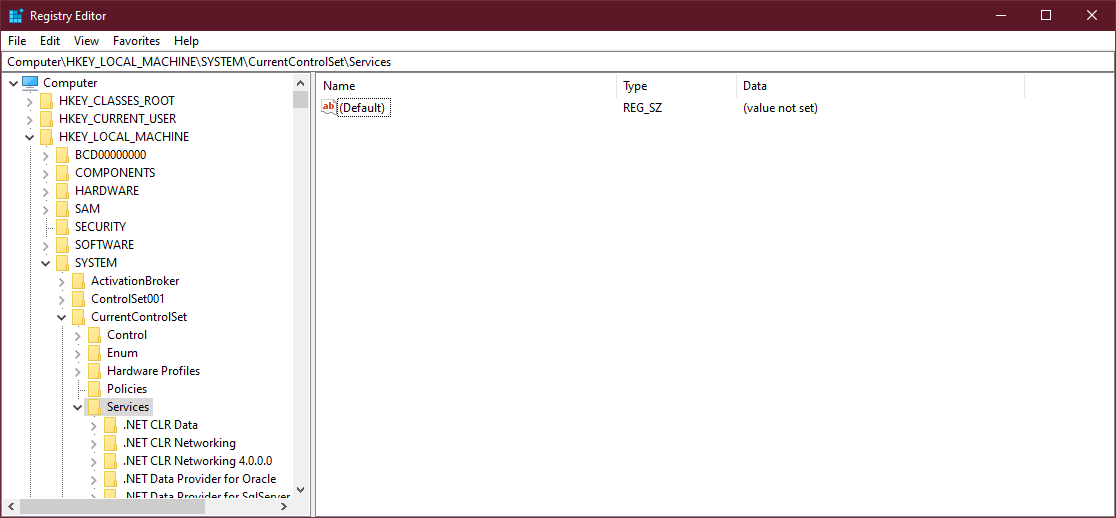 Registry Editor
File Edit View Favorites Help
Computer\HKEY_LOCAL_MACHINE\SYSTEM\CurrentControlSet\Services
Computer
HKEY_CLASSES_ROOT
HKEY_CURRENT_USER
HKEY_LOCAL_MACHINE
BCD00000000
COMPONENTS
HARDWARE
SAM
SECURITY
SOFTWARE
SYSTEM
ActivationBroker
ControlSet001
CurrentControlSet
Control
Enum
Hardware Profiles
Policies
Services
.NET CLR Data
.NET CLR Networking
.NET CLR Networking 4.0.0.0
.NET Data Provider for Oracle
.NET Data Provider for SqlServer
Name Type Data
ab (Default) REG_SZ (value not set)